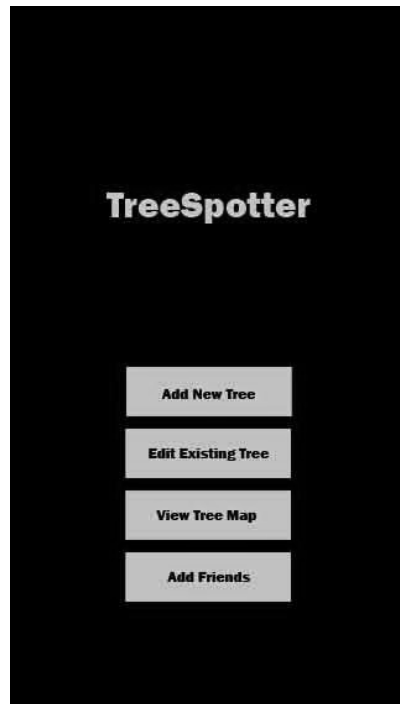 TreeSpotter
Add New Tree
Edit Existing Tree
View Tree Map
Add Friends